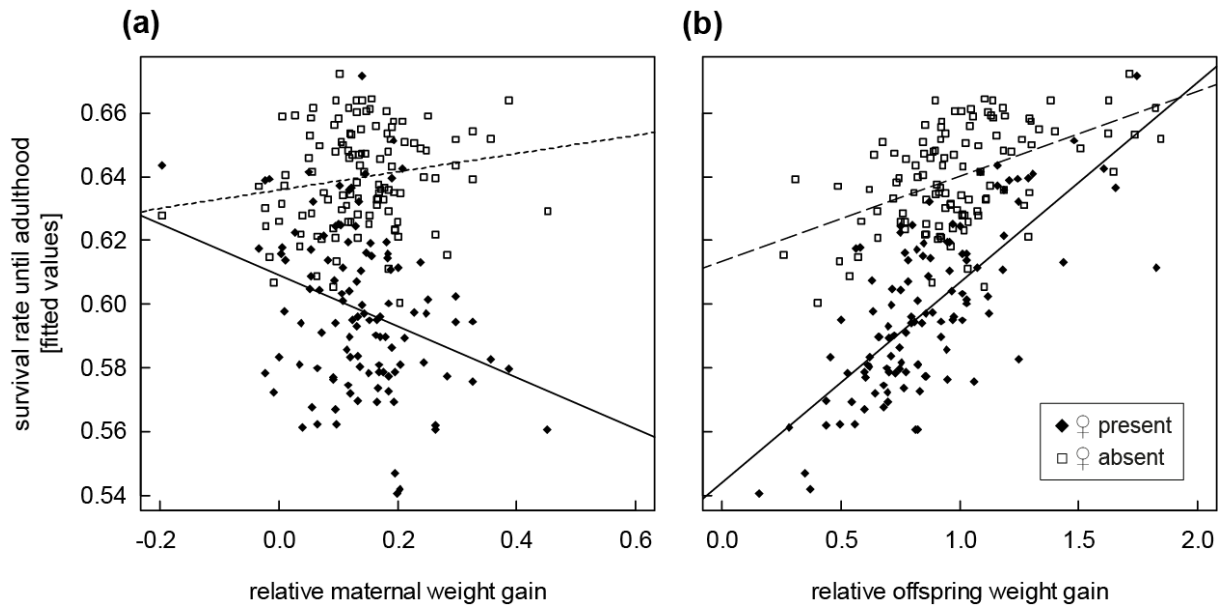 (a)
(b)
survival rate until adulthood
[fitted values]
0.66
0.64
0.62
0.60
0.58
0.56
0.54
-0.2 0.0 0.2 0.4 0.6
0.0 0.5 1.0 1.5 2.0
♀ present
♀ absent
relative maternal weight gain
relative offspring weight gain